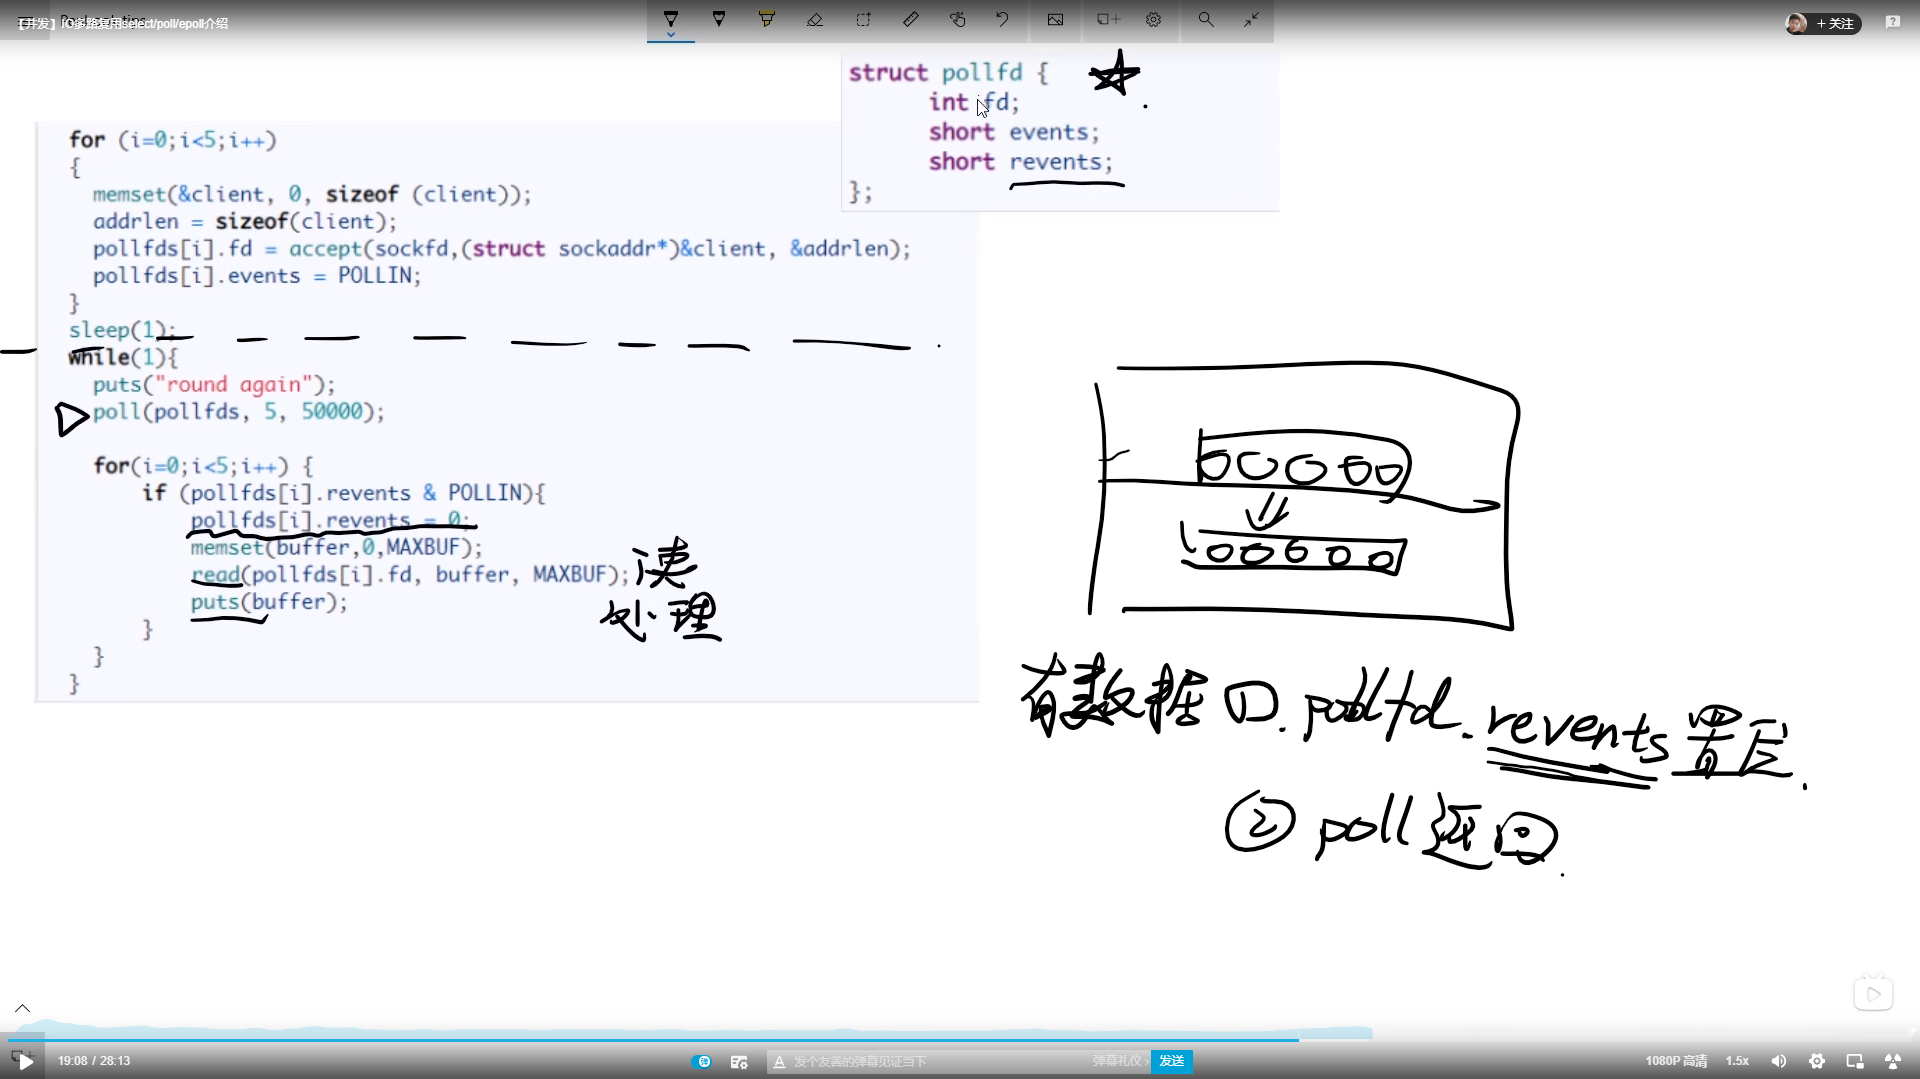 【并发】IO多路复用select/poll/epoll介绍
+ 关注
struct pollfd {
int fd;
short events;
short revents;
};
for (i=0;i<5;i++)
{
memset(&client, 0, sizeof (client));
addrlen = sizeof(client);
pollfds[i].fd = accept(sockfd,(struct sockaddr*)&client, &addrlen);
pollfds[i].events = POLLIN;
}
sleep(1);
while(1){
puts("round again");
poll(pollfds, 5, 50000);
for(i=0;i<5;i++) {
if (pollfds[i].revents & POLLIN){
pollfds[i].revents = 0;
memset(buffer,0,MAXBUF);
read(pollfds[i].fd, buffer, MAXBUF);
puts(buffer);
}
}
}
读
处理
有数据 ①. pollfd.revents 置位.
② poll 返回.
19:08 / 28:13
弹
发个友善的弹幕见证当下
弹幕礼仪
发送
1080P 高清
1.5x